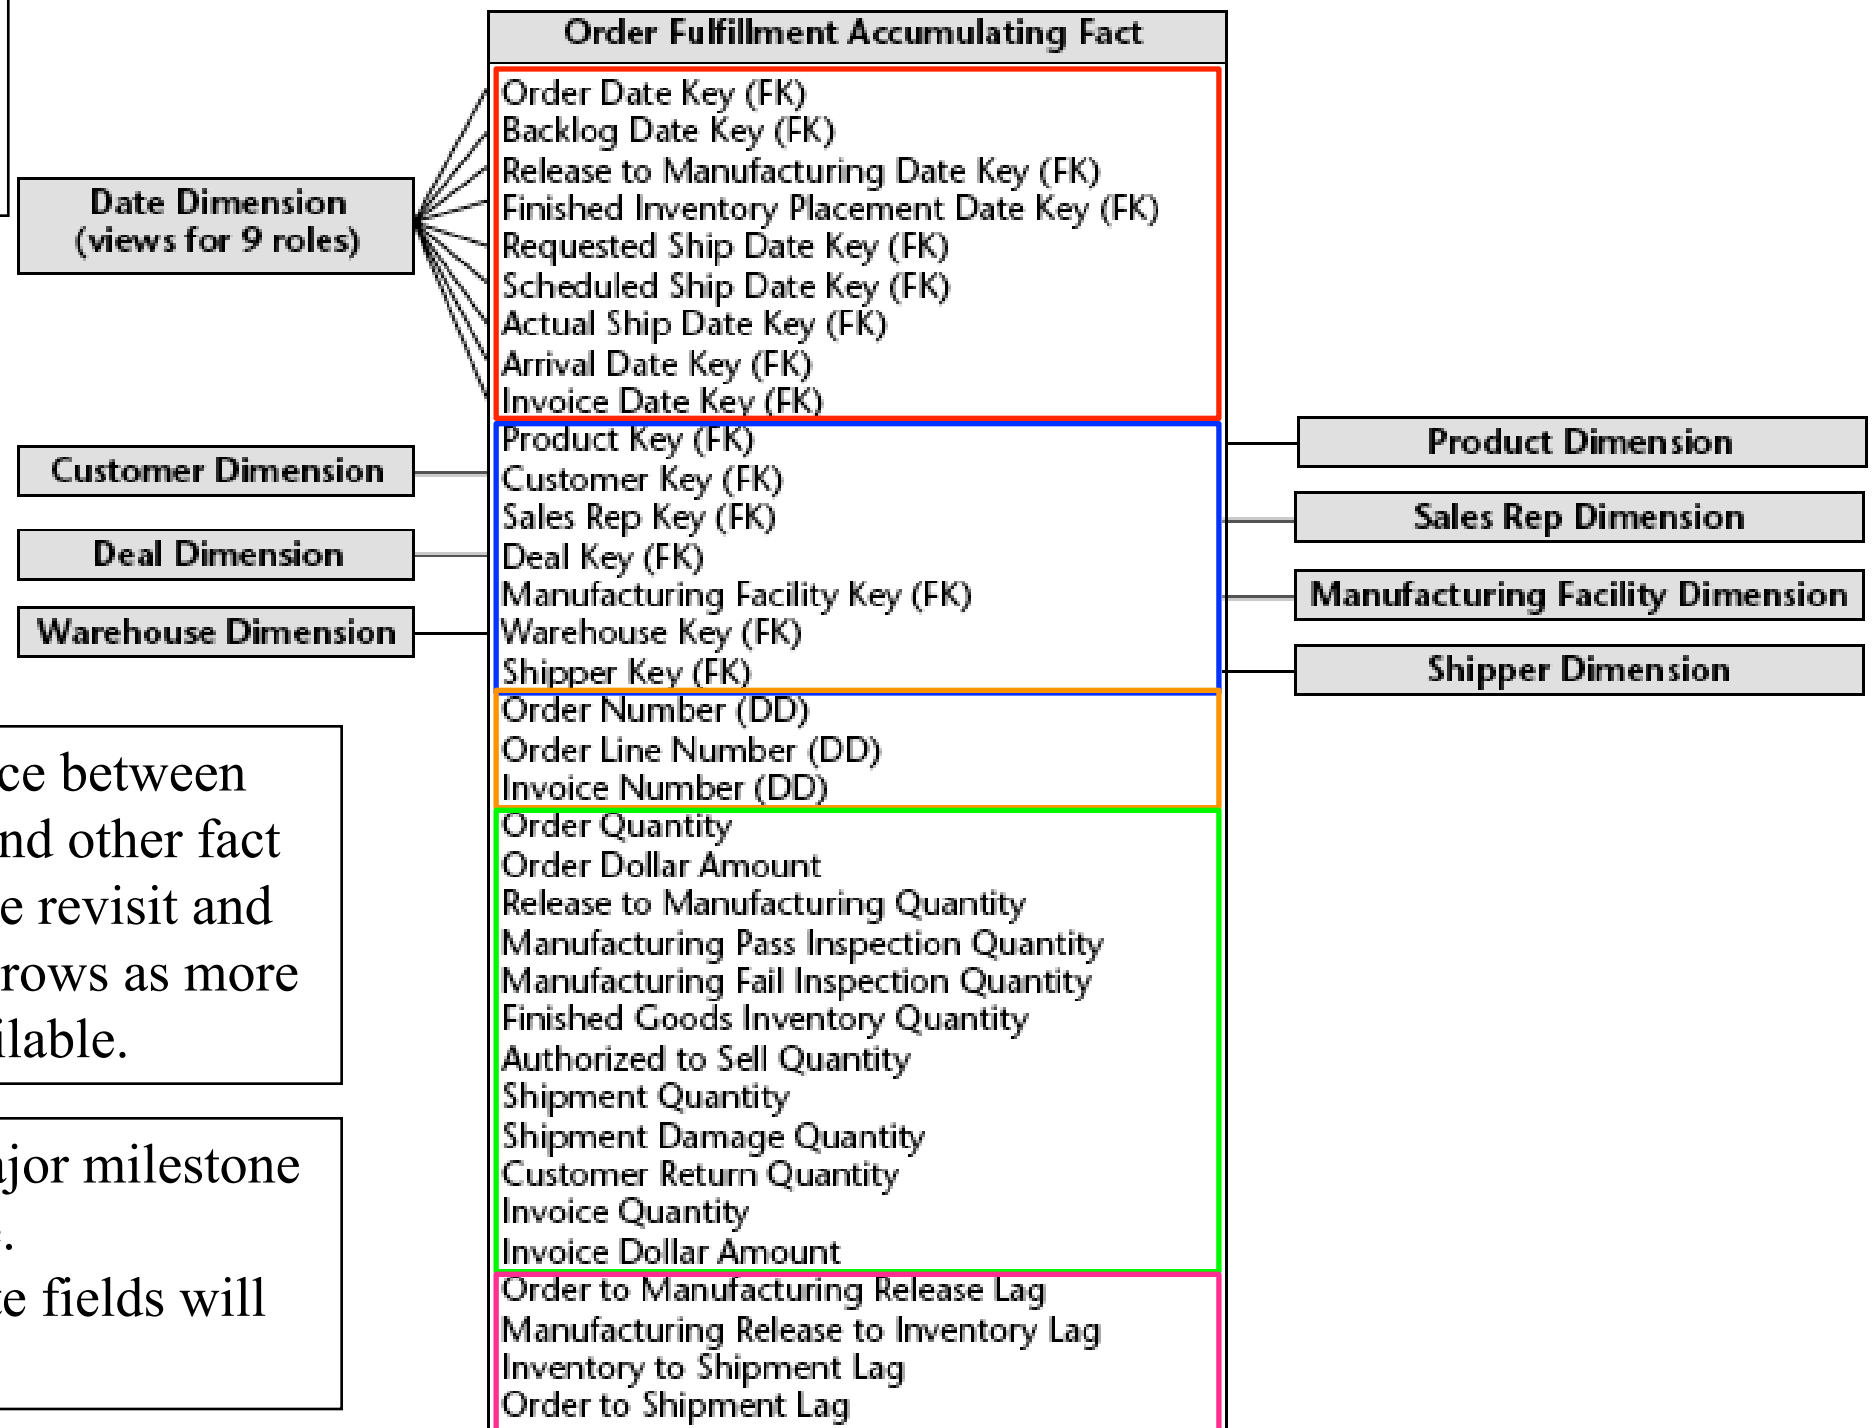 Order Fulfillment Accumulating Fact
Order Date Key (FK)
Backlog Date Key (FK)
Release to Manufacturing Date Key (FK)
Finished Inventory Placement Date Key (FK)
Requested Ship Date Key (FK)
Scheduled Ship Date Key (FK)
Actual Ship Date Key (FK)
Arrival Date Key (FK)
Invoice Date Key (FK)
Product Key (FK)
Customer Key (FK)
Sales Rep Key (FK)
Deal Key (FK)
Manufacturing Facility Key (FK)
Warehouse Key (FK)
Shipper Key (FK)
Order Number (DD)
Order Line Number (DD)
Invoice Number (DD)
Order Quantity
Order Dollar Amount
Release to Manufacturing Quantity
Manufacturing Pass Inspection Quantity
Manufacturing Fail Inspection Quantity
Finished Goods Inventory Quantity
Authorized to Sell Quantity
Shipment Quantity
Shipment Damage Quantity
Customer Return Quantity
Invoice Quantity
Invoice Dollar Amount
Order to Manufacturing Release Lag
Manufacturing Release to Inventory Lag
Inventory to Shipment Lag
Order to Shipment Lag
Date Dimension
(views for 9 roles)
Customer Dimension
Deal Dimension
Warehouse Dimension
Product Dimension
Sales Rep Dimension
Manufacturing Facility Dimension
Shipper Dimension
ce between
nd other fact
e revisit and
rows as more
ilable.
ajor milestone
.
te fields will